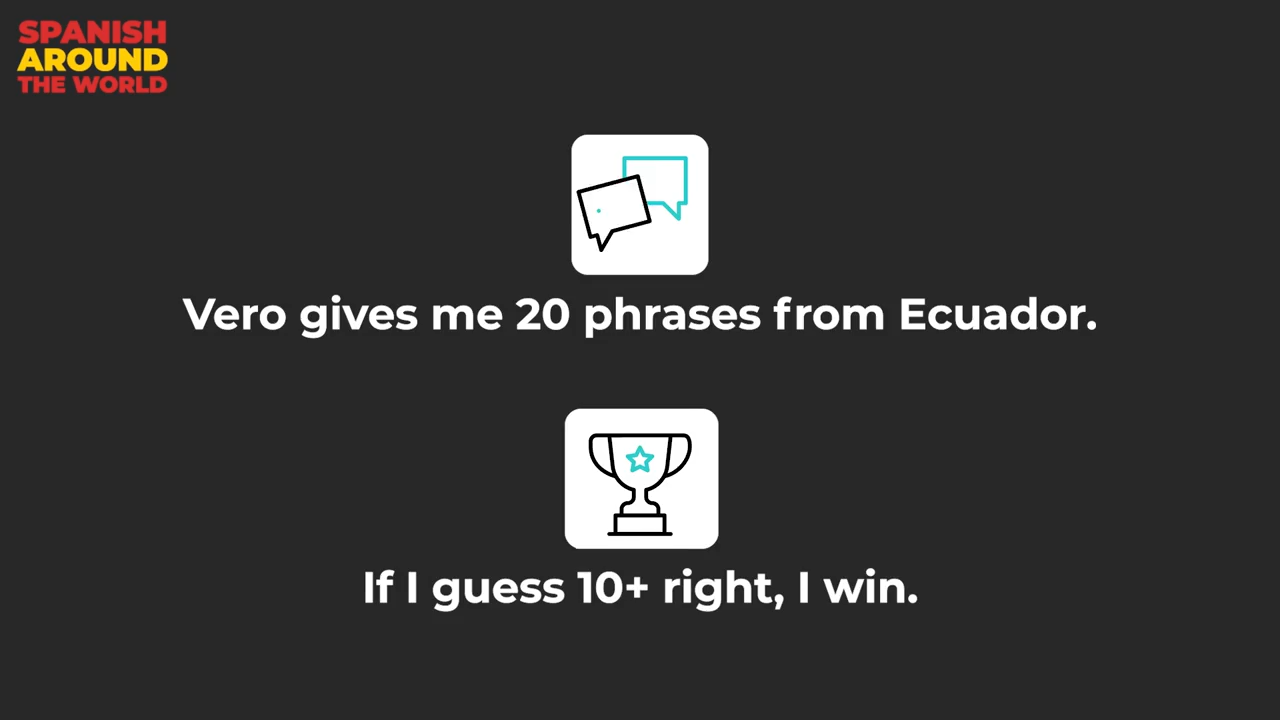 SPANISH
AROUND
THE WORLD
Vero gives me 20 phrases from Ecuador.
If I guess 10+ right, I win.